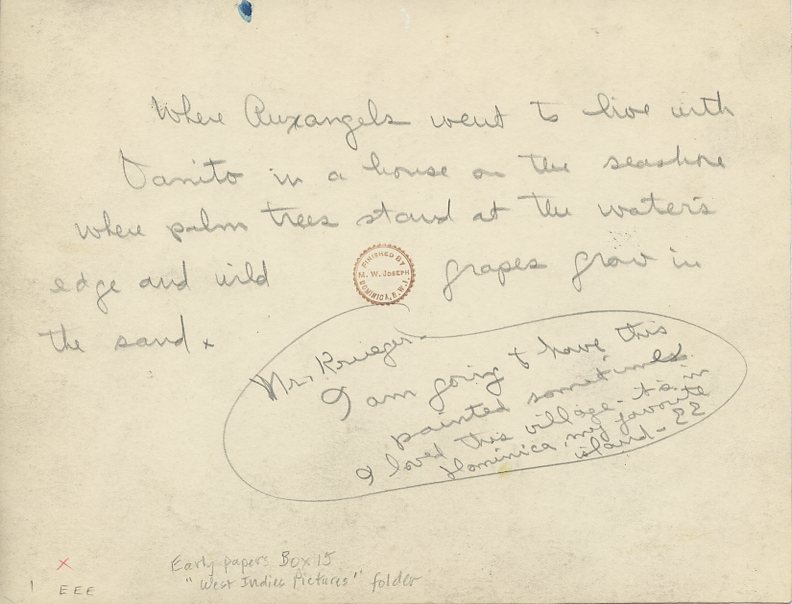 Where Auxangels went to live with
Vanito in a house on the seashore
where palm trees stand at the water's
edge and wild grapes grow in
the sand x
FINISHED BY
M. W. JOSEPH
DOMINICA, B.W.I.
Mr. Krueger -
I am going to have this
painted sometimes.
I loved this village - it's in
Dominica, my favorite
island - EE
X
Early papers Box 15
"West Indies Pictures" folder
1 EEE